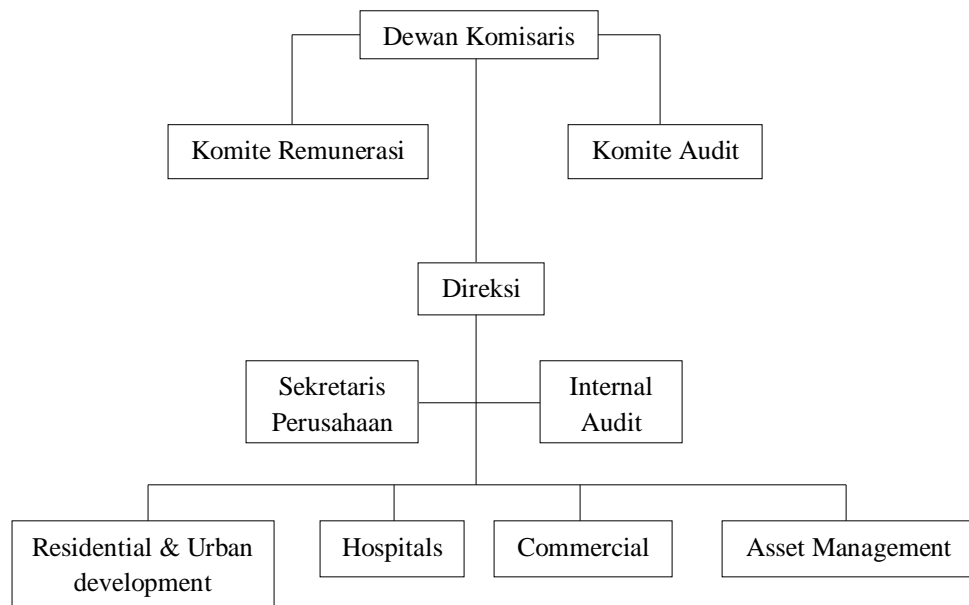 Dewan Komisaris
Komite Remunerasi
Komite Audit
Direksi
Sekretaris
Perusahaan
Internal
Audit
Residential & Urban
development
Hospitals
Commercial
Asset Management